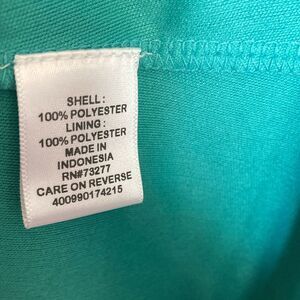 SHELL:
100% POLYESTER
LINING:
100% POLYESTER
MADE IN
INDONESIA
RN#73277
CARE ON REVERSE
400990174215